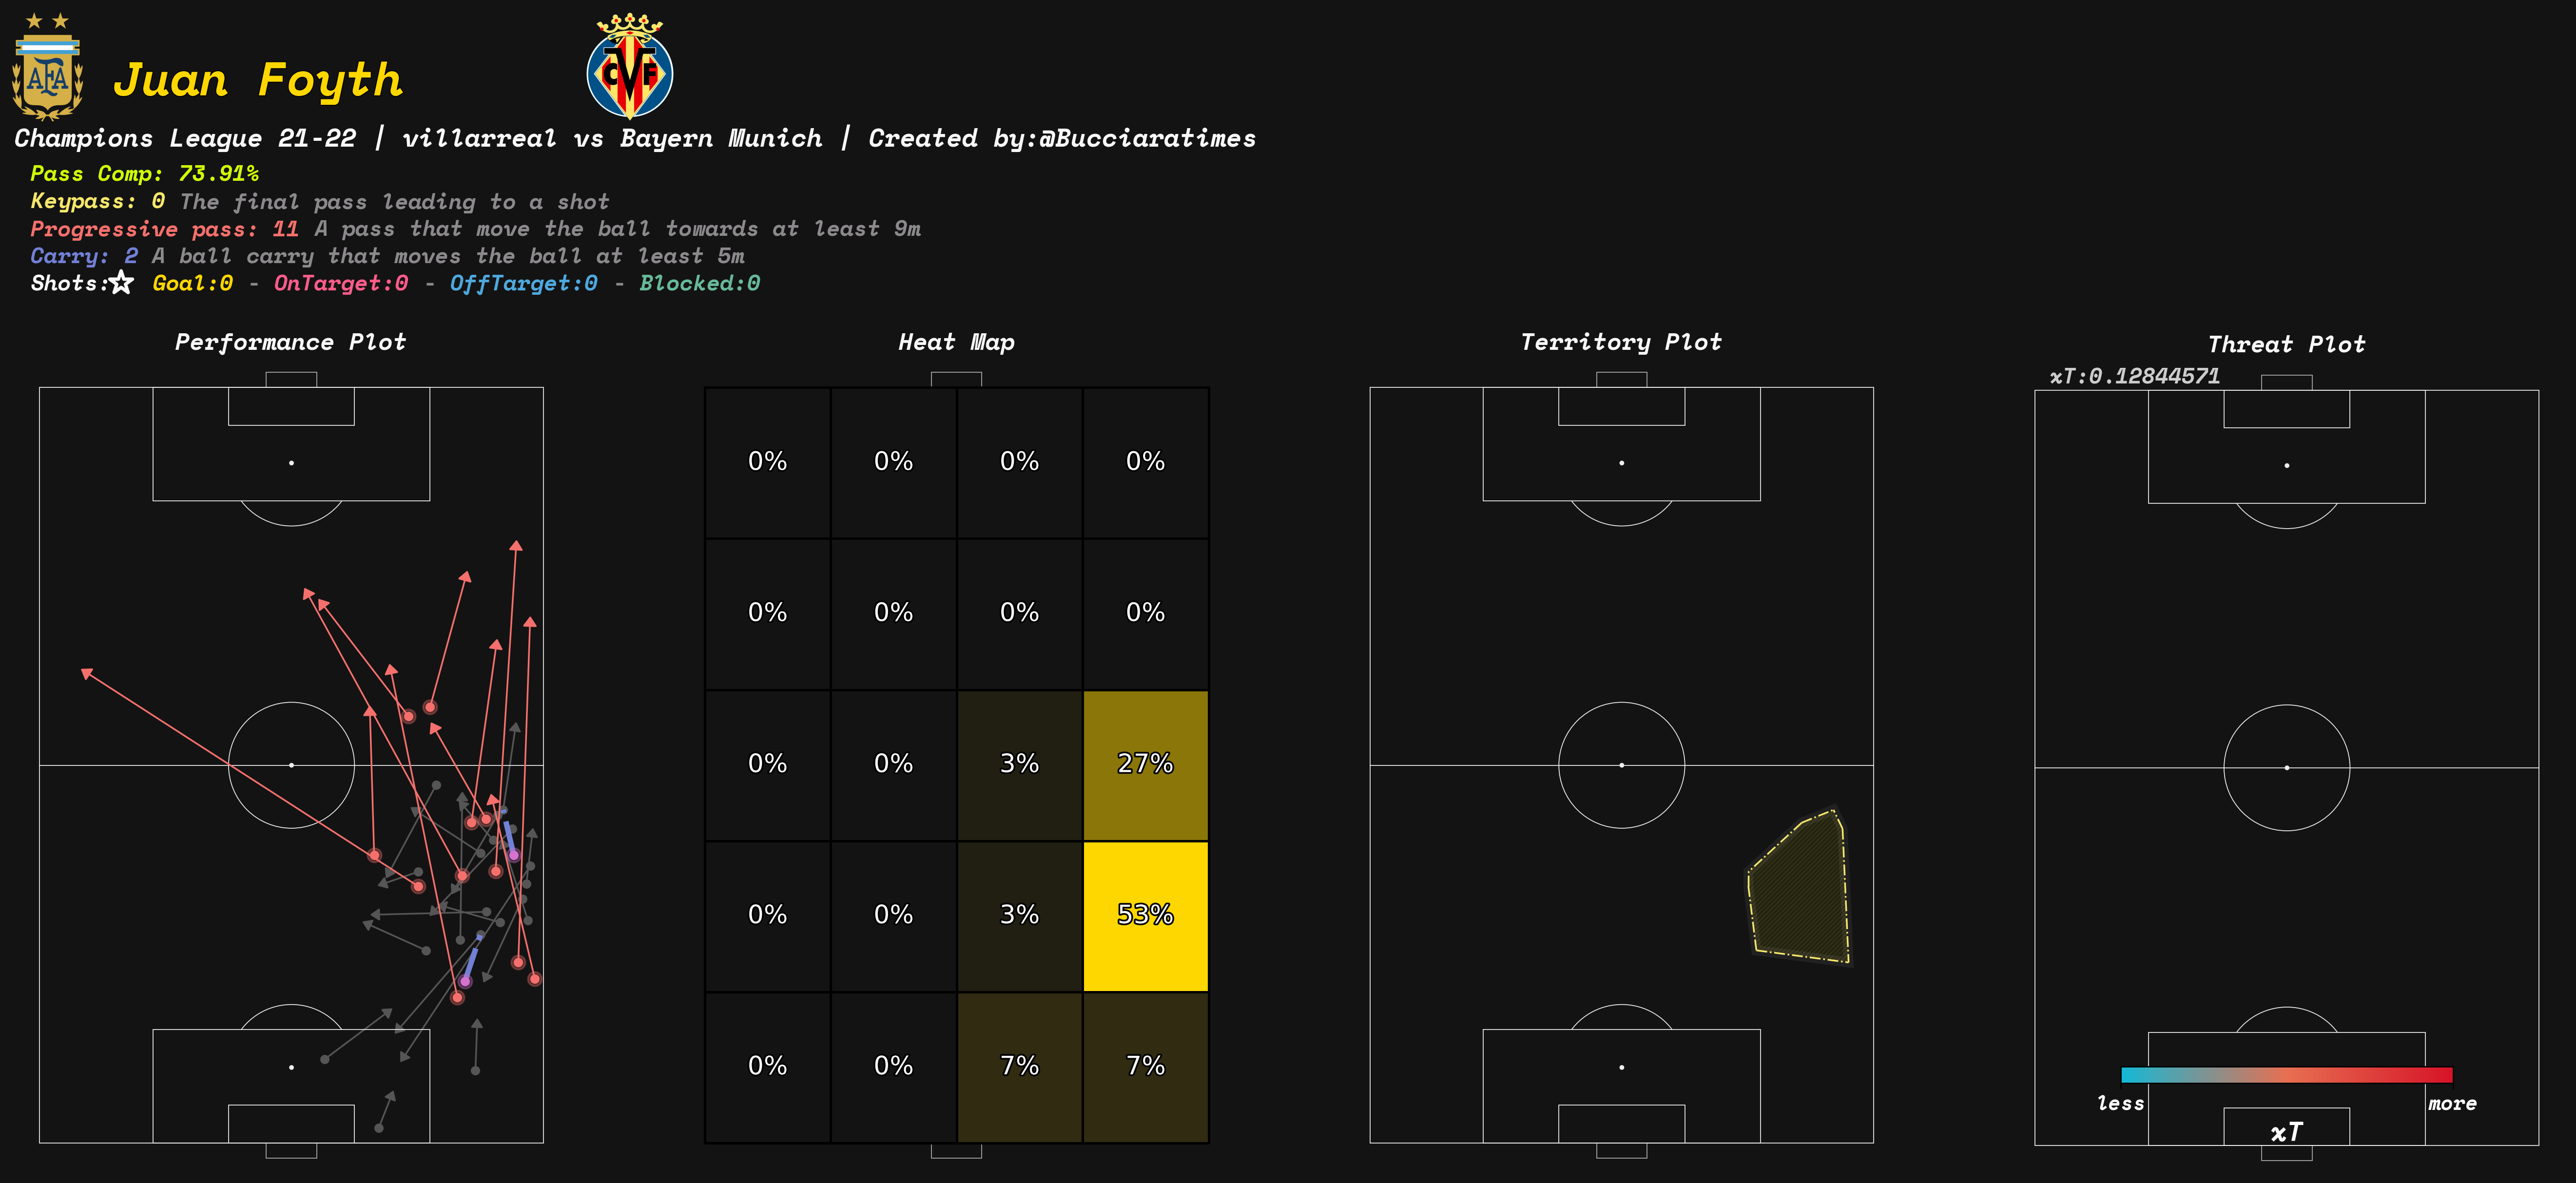 AFA
Juan Foyth
CVF
Champions League 21-22 | villarreal vs Bayern Munich | Created by:@Bucciaratimes
Pass Comp: 73.91%
Keypass: 0 The final pass leading to a shot
Progressive pass: 11 A pass that move the ball towards at least 9m
Carry: 2 A ball carry that moves the ball at least 5m
Shots: Goal:0 - OnTarget:0 - OffTarget:0 - Blocked:0
Performance Plot
Heat Map
0% 0% 0% 0%
0% 0% 0% 0%
0% 0% 3% 27%
0% 0% 3% 53%
0% 0% 7% 7%
Territory Plot
Threat Plot
xT:0.12844571
less more
xT